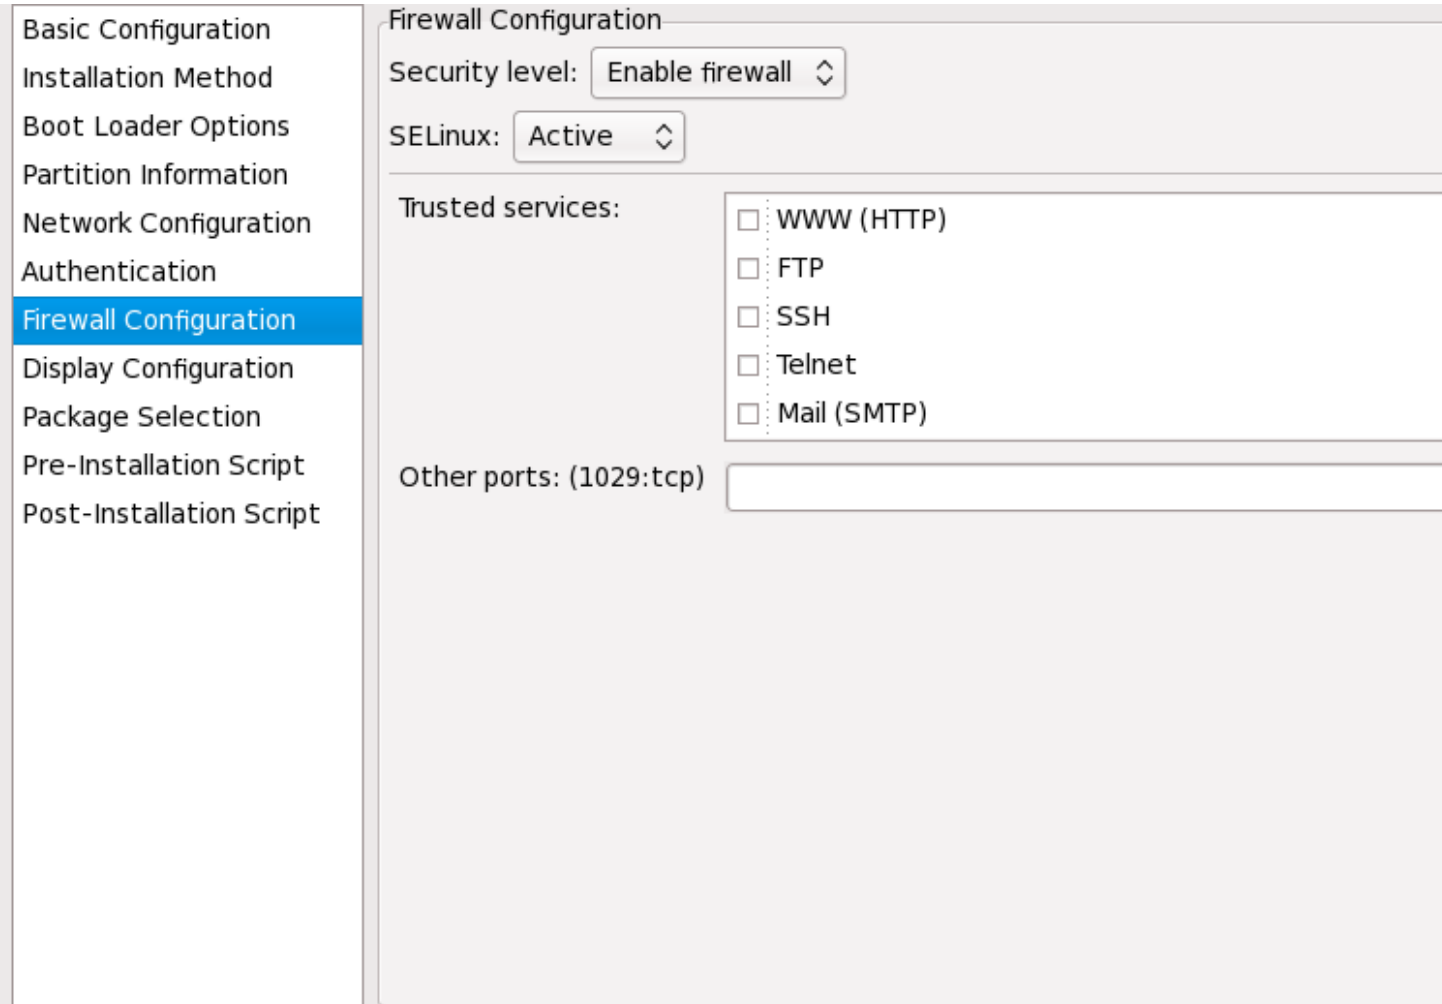 Basic Configuration
Installation Method
Boot Loader Options
Partition Information
Network Configuration
Authentication
Firewall Configuration
Display Configuration
Package Selection
Pre-Installation Script
Post-Installation Script
Firewall Configuration
Security level: Enable firewall
SELinux: Active
Trusted services:
WWW (HTTP)
FTP
SSH
Telnet
Mail (SMTP)
Other ports: (1029:tcp)